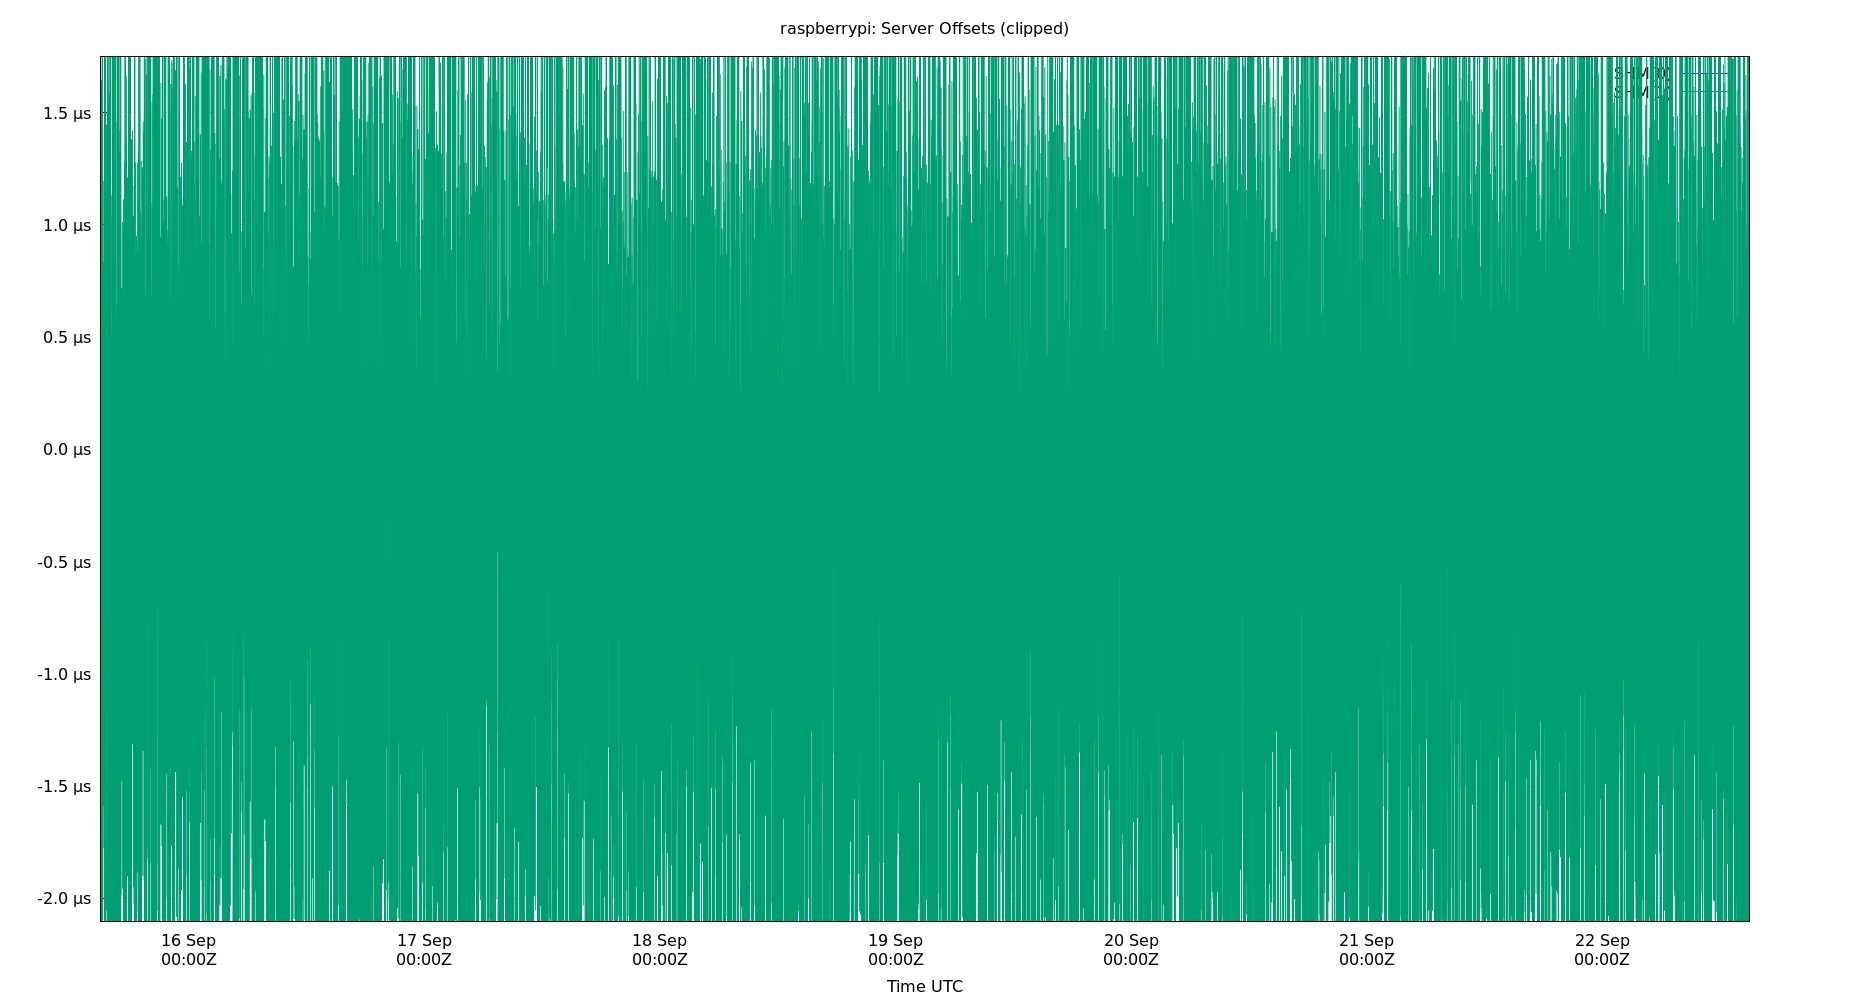 raspberrypi: Server Offsets (clipped)
SHM(0)
1.5 µs
1.0 µs
0.5 µs
0.0 µs
-0.5 µs
-1.0 µs
-1.5 µs
-2.0 µs
16 Sep
00:00Z
17 Sep
00:00Z
18 Sep
00:00Z
19 Sep
00:00Z
20 Sep
00:00Z
21 Sep
00:00Z
22 Sep
00:00Z
Time UTC